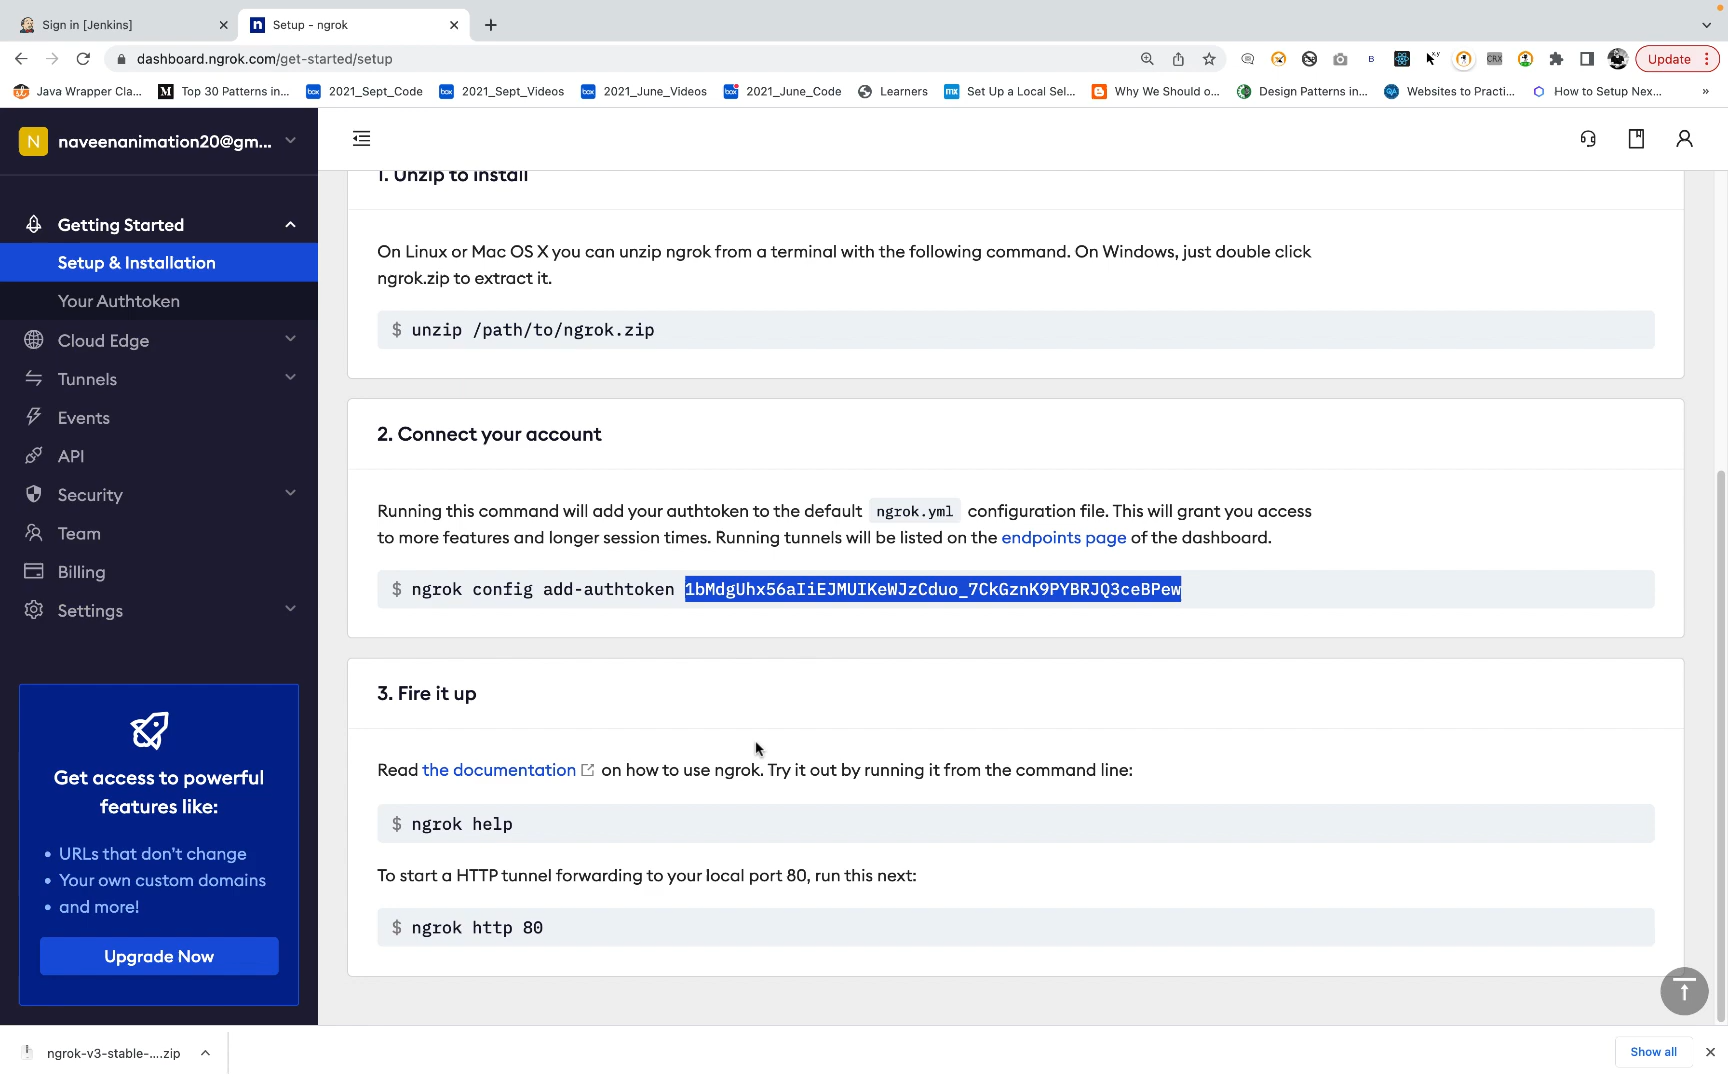 Sign in [Jenkins]
Setup - ngrok
dashboard.ngrok.com/get-started/setup
Update
Java Wrapper Cla...
Top 30 Patterns in...
2021_Sept_Code
2021_Sept_Videos
2021_June_Videos
2021_June_Code
Learners
Set Up a Local Sel...
Why We Should o...
Design Patterns in...
Websites to Practi...
How to Setup Nex...
»
N naveenanimation20@gm...
Getting Started
Setup & Installation
Your Authtoken
Cloud Edge
Tunnels
Events
API
Security
Team
Billing
Settings
Get access to powerful
features like:
• URLs that don't change
• Your own custom domains
• and more!
Upgrade Now
1. Unzip to install
On Linux or Mac OS X you can unzip ngrok from a terminal with the following command. On Windows, just double click
ngrok.zip to extract it.
$ unzip /path/to/ngrok.zip
2. Connect your account
Running this command will add your authtoken to the default ngrok.yml configuration file. This will grant you access
to more features and longer session times. Running tunnels will be listed on the endpoints page of the dashboard.
$ ngrok config add-authtoken 1bMdgUhx56aIiEJMUIKeWJzCduo_7CkGznK9PYBRJQ3ceBPew
3. Fire it up
Read the documentation on how to use ngrok. Try it out by running it from the command line:
$ ngrok help
To start a HTTP tunnel forwarding to your local port 80, run this next:
$ ngrok http 80
ngrok-v3-stable-....zip
Show all